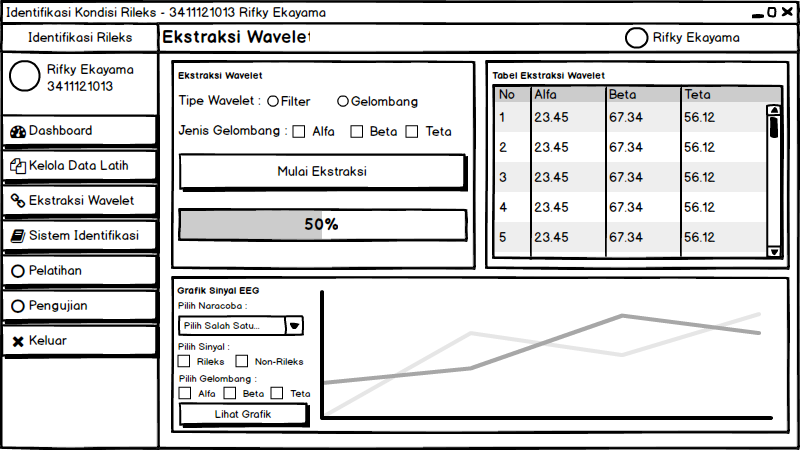 Identifikasi Kondisi Rileks - 3411121013 Rifky Ekayama
Identifikasi Rileks
Ekstraksi Wavelet
Rifky Ekayama
Rifky Ekayama
3411121013
Dashboard
Kelola Data Latih
Ekstraksi Wavelet
Sistem Identifikasi
Pelatihan
Pengujian
Keluar
Ekstraksi Wavelet
Tipe Wavelet : Filter Gelombang
Jenis Gelombang : Alfa Beta Teta
Mulai Ekstraksi
50%
Tabel Ekstraksi Wavelet
No Alfa Beta Teta
1 23.45 67.34 56.12
2 23.45 67.34 56.12
3 23.45 67.34 56.12
4 23.45 67.34 56.12
5 23.45 67.34 56.12
Grafik Sinyal EEG
Pilih Naracoba :
Pilih Salah Satu...
Pilih Sinyal :
Rileks Non-Rileks
Pilih Gelombang :
Alfa Beta Teta
Lihat Grafik